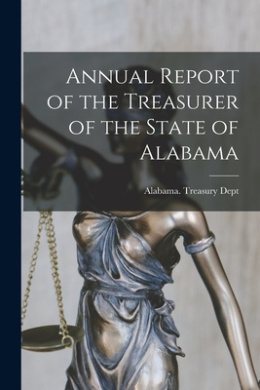 Annual Report
of the Treasurer
of the State of
Alabama
Alabama. Treasury Dept